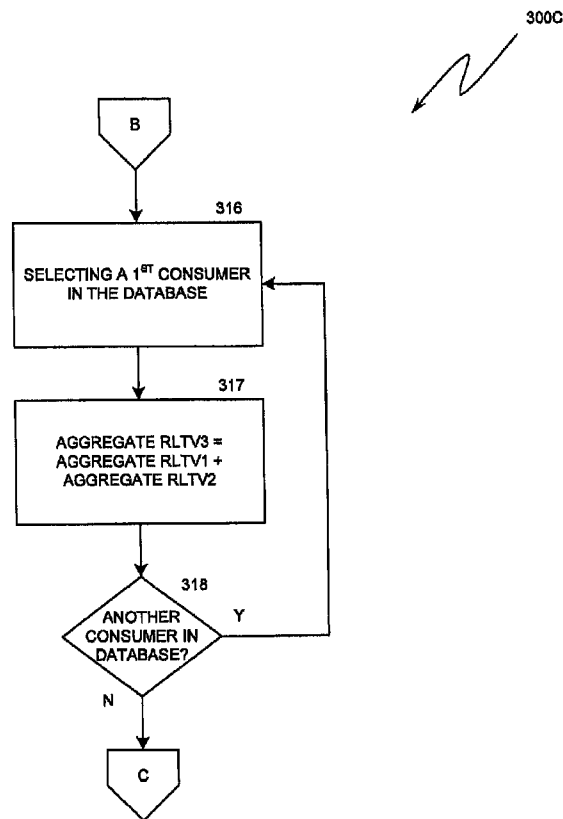 300C
B
316
SELECTING A 1ST CONSUMER
IN THE DATABASE
317
AGGREGATE RLTV3 =
AGGREGATE RLTV1 +
AGGREGATE RLTV2
318
ANOTHER
CONSUMER IN
DATABASE?
Y
N
C